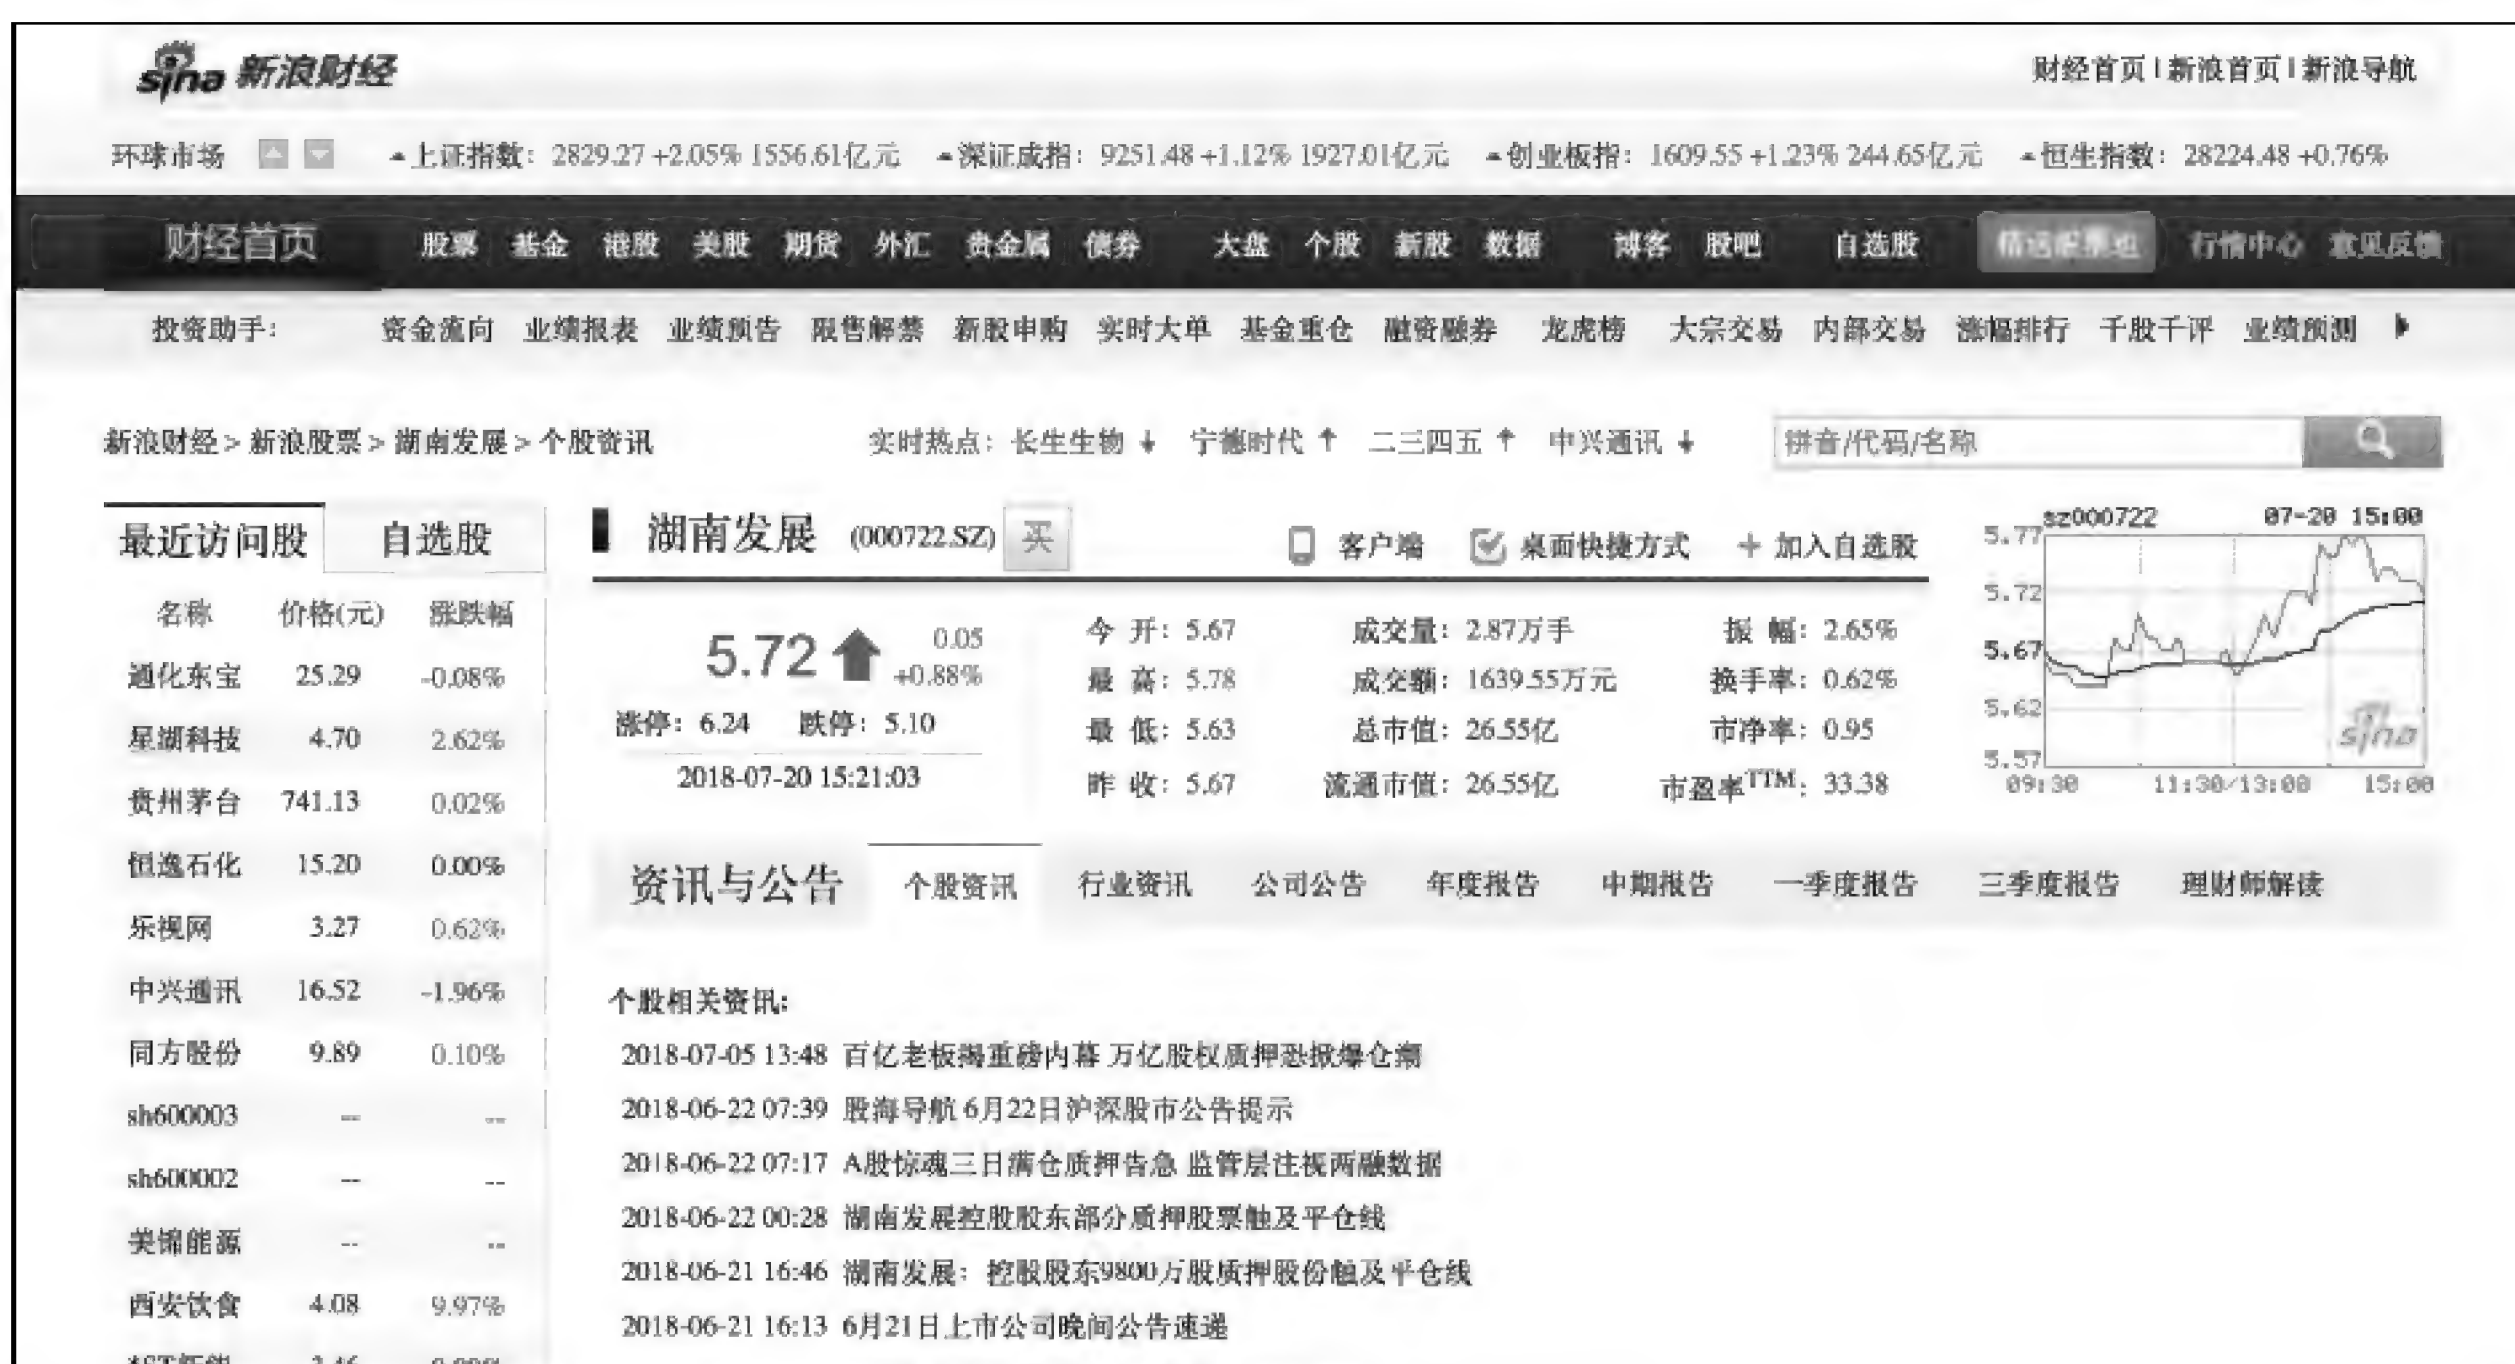 sina 新浪财经
财经首页 | 新浪首页 | 新浪导航
环球市场 上证指数: 2829.27 +2.05% 1556.61亿元 深证成指: 9251.48 +1.12% 1927.01亿元 创业板指: 1609.55 +1.23% 244.65亿元 恒生指数: 28224.48 +0.76%
财经首页 股票 基金 港股 美股 期货 外汇 贵金属 债券 大盘 个股 新股 数据 博客 股吧 自选股 行情中心 意见反馈
投资助手: 资金流向 业绩报表 业绩预告 限售解禁 新股申购 实时大单 基金重仓 融资融券 龙虎榜 大宗交易 内部交易 涨幅排行 千股千评 业绩预测
新浪财经 > 新浪股票 > 湖南发展 > 个股资讯
实时热点: 长生生物 ↓ 宁德时代 ↑ 二三四五 ↑ 中兴通讯 ↓
拼音/代码/名称
最近访问股 自选股
名称 价格(元) 涨跌幅
通化东宝 25.29 -0.08%
星湖科技 4.70 2.62%
贵州茅台 741.13 0.02%
恒逸石化 15.20 0.00%
乐视网 3.27 0.62%
中兴通讯 16.52 -1.96%
同方股份 9.89 0.10%
sh600003 -- --
sh600002 -- --
美锦能源 -- --
西安饮食 4.08 9.97%
湖南发展 (000722.SZ) 买
客户端 桌面快捷方式 + 加入自选股
5.72 0.05
+0.88%
涨停: 6.24 跌停: 5.10
2018-07-20 15:21:03
今 开: 5.67 成交量: 2.87万手 振 幅: 2.65%
最 高: 5.78 成交额: 1639.55万元 换手率: 0.62%
最 低: 5.63 总市值: 26.55亿 市净率: 0.95
昨 收: 5.67 流通市值: 26.55亿 市盈率TTM: 33.38
sz000722 07-20 15:00
5.77
5.72
5.67
5.62
5.57
sina
09:30 11:30/13:00 15:00
资讯与公告 个股资讯 行业资讯 公司公告 年度报告 中期报告 一季度报告 三季度报告 理财师解读
个股相关资讯:
2018-07-05 13:48 百亿老板揭重磅内幕 万亿股权质押恐掀爆仓潮
2018-06-22 07:39 股海导航 6月22日沪深股市公告提示
2018-06-22 07:17 A股惊魂三日满仓质押告急 监管层注视两融数据
2018-06-22 00:28 湖南发展控股股东部分质押股票触及平仓线
2018-06-21 16:46 湖南发展: 控股股东9800万股质押股份触及平仓线
2018-06-21 16:13 6月21日上市公司晚间公告速递